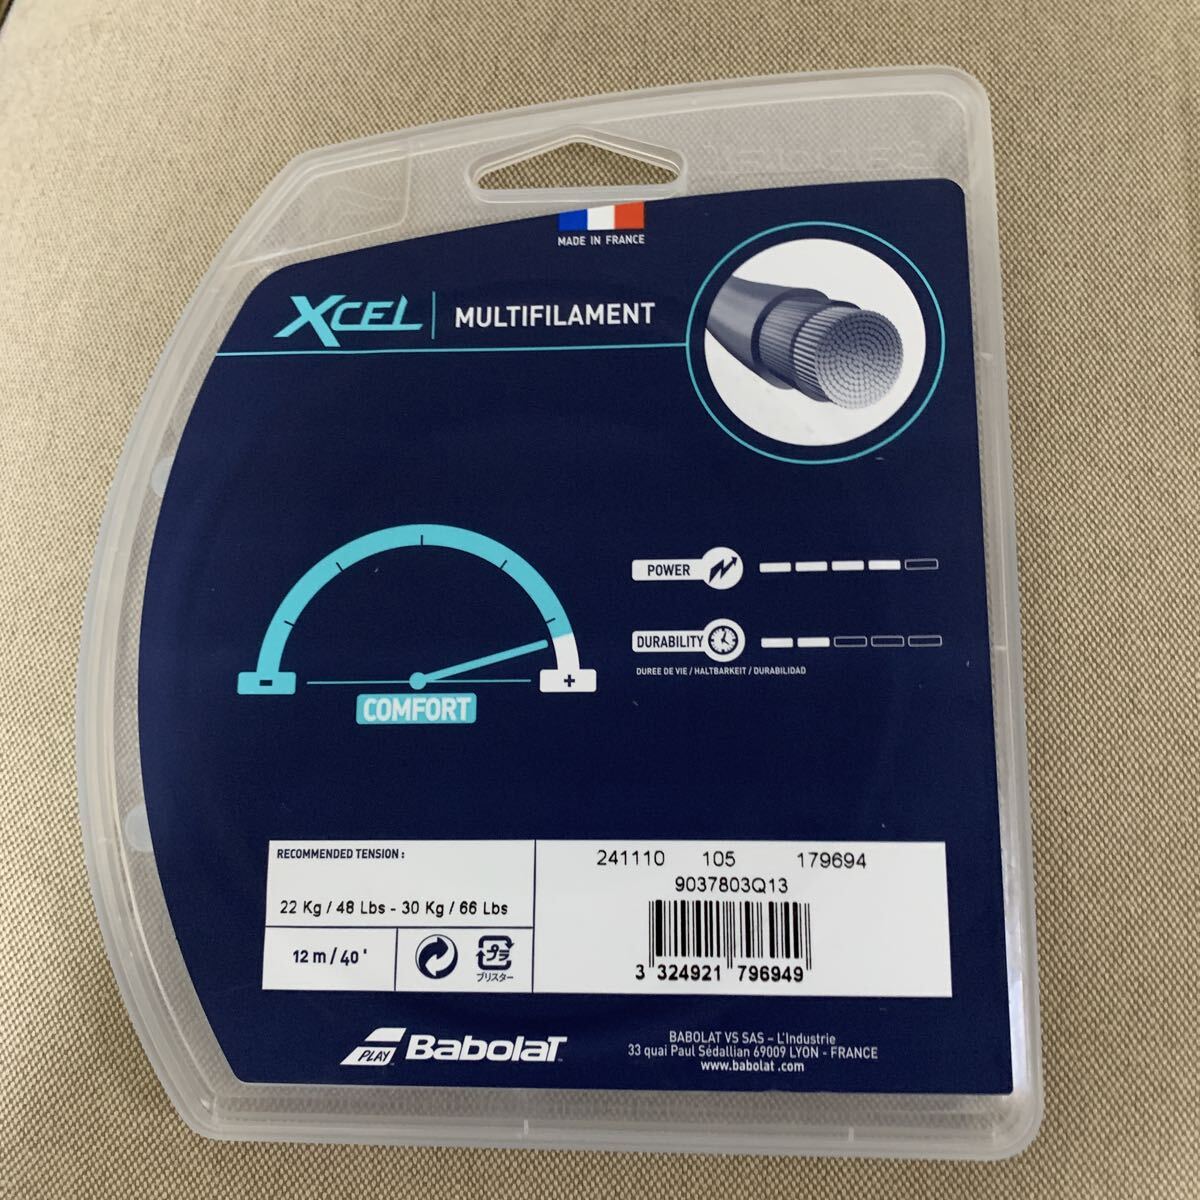 MADE IN FRANCE
XCEL MULTIFILAMENT
POWER
DURABILITY
DUREE DE VIE / HALTBARKEIT / DURABILIDAD
- +
COMFORT
RECOMMENDED TENSION :
22 Kg / 48 Lbs - 30 Kg / 66 Lbs
12 m / 40 '
プラ
ブリスター
241110 105 179694
9037803Q13
3 324921 796949
PLAY Babolat
BABOLAT VS SAS – L'Industrie
33 quai Paul Sédallian 69009 LYON - FRANCE
www.babolat .com